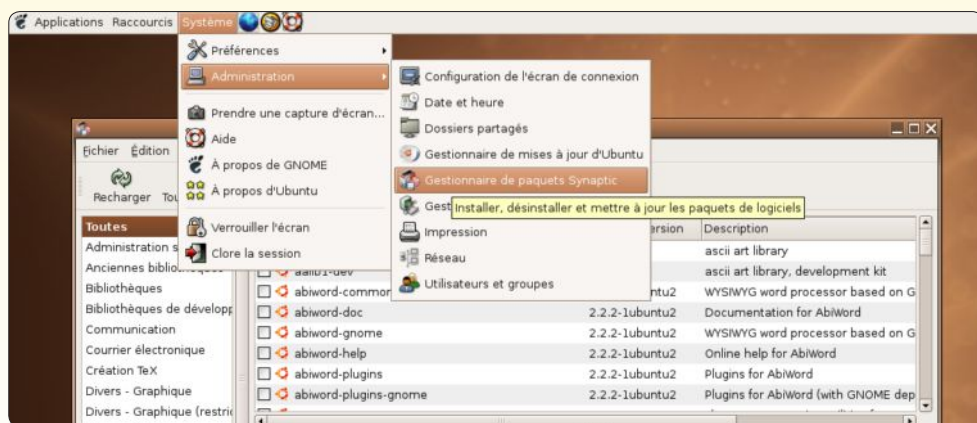 Applications Raccourcis Système
Préférences
Administration
Prendre une capture d'écran...
Aide
À propos de GNOME
À propos d'Ubuntu
Verrouiller l'écran
Clore la session
Configuration de l'écran de connexion
Date et heure
Dossiers partagés
Gestionnaire de mises à jour d'Ubuntu
Gestionnaire de paquets Synaptic
Gest
Installer, désinstaller et mettre à jour les paquets de logiciels
Impression
Réseau
Utilisateurs et groupes
Fichier Édition
Recharger Tou
Toutes
Administration s
Anciennes
Bibliothèques
Bibliothèques de développ
Communication
Courrier électronique
Création TeX
Divers - Graphique
Divers - Graphique (restri
ersion Description
ascii art library
aalib1-dev ascii art library, development kit
abiword-common ntu2 WYSIWYG word processor based on G
abiword-doc 2.2.2-1ubuntu2 Documentation for AbiWord
abiword-gnome 2.2.2-1ubuntu2 WYSIWYG word processor based on G
abiword-help 2.2.2-1ubuntu2 Online help for AbiWord
abiword-plugins 2.2.2-1ubuntu2 Plugins for AbiWord
abiword-plugins-gnome 2.2.2-1ubuntu2 Plugins for AbiWord (with GNOME dep